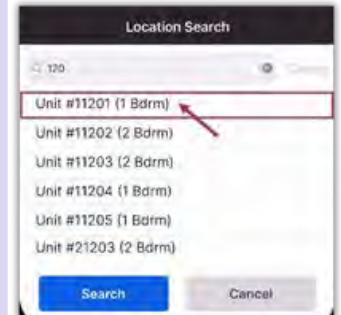 Location Search
120
Unit #11201 (1 Bdrm)
Unit #11202 (2 Bdrm)
Unit #11203 (2 Bdrm)
Unit #11204 (1 Bdrm)
Unit #11205 (1 Bdrm)
Unit #21203 (2 Bdrm)
Search
Cancel